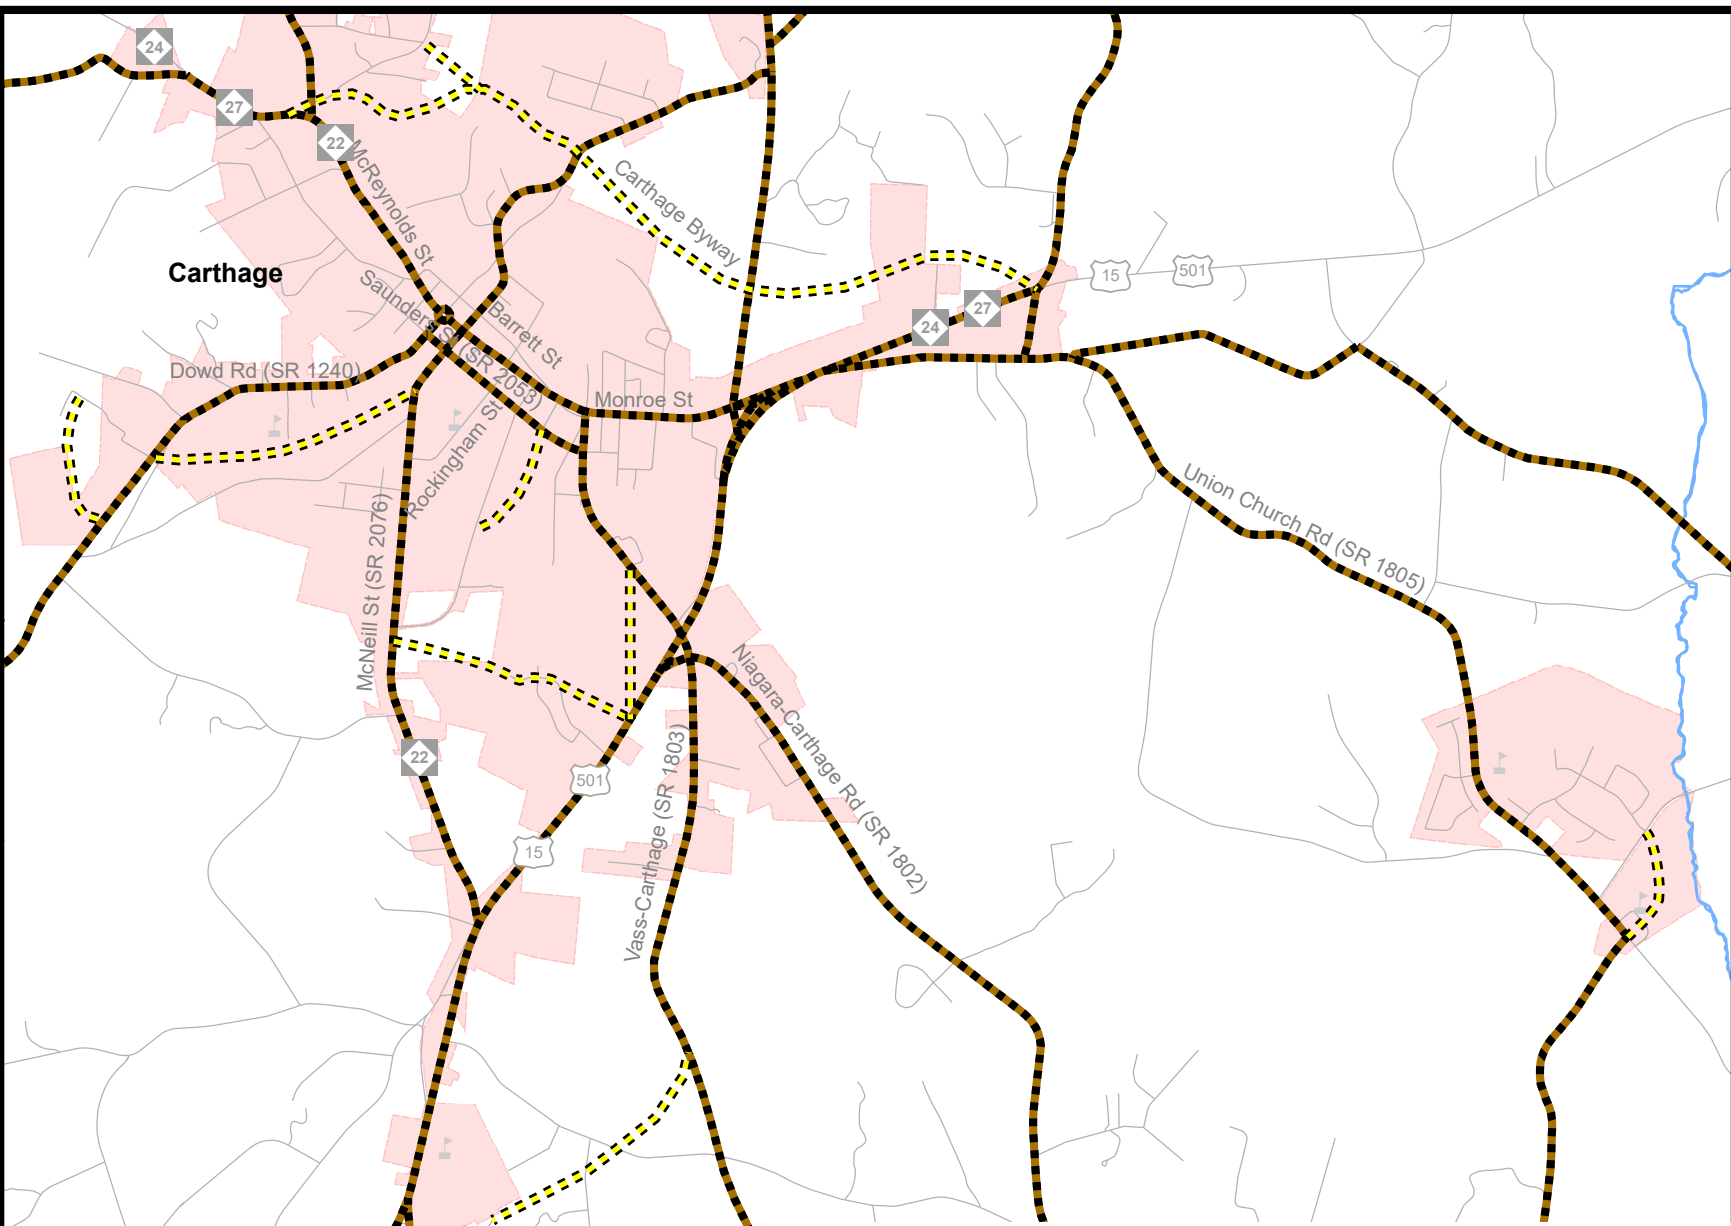 24
27
22
McReynolds St
Carthage Byway
Carthage
15
501
Saunders St (SR 2053)
Barrett St
27
24
Dowd Rd (SR 1240)
Monroe St
Rockingham St
Union Church Rd (SR 1805)
McNeill St (SR 2076)
Niagara-Carthage Rd (SR 1802)
Vass-Carthage (SR 1803)
22
501
15